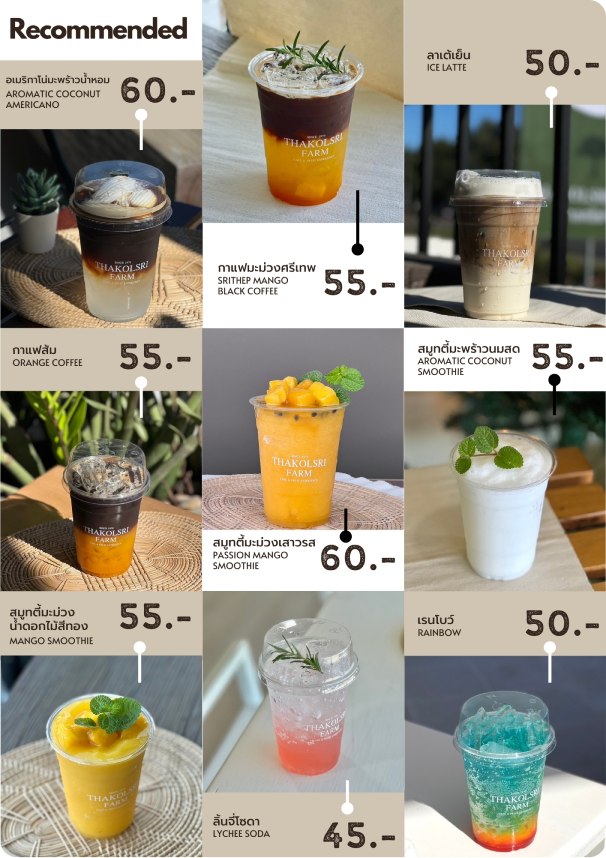 Recommended
อเมริกาโน่มะพร้าวน้ำหอม
AROMATIC COCONUT
AMERICANO
60.-
THAKOLSRI
FARM
THAKOLSRI
FARM
กาแฟมะม่วงศรีเทพ
SRITHEP MANGO
BLACK COFFEE
55.-
ลาเต้เย็น
ICE LATTE
50.-
THAKOLSRI
FARM
กาแฟส้ม
ORANGE COFFEE
55.-
THAKOLSRI
FARM
THAKOLSRI
FARM
สมูทตี้มะม่วงเสาวรส
PASSION MANGO
SMOOTHIE
60.-
สมูทตี้มะพร้าวนมสด
AROMATIC COCONUT
SMOOTHIE
55.-
สมูทตี้มะม่วง
น้ำดอกไม้สีทอง
MANGO SMOOTHIE
55.-
THAKOLSRI
FARM
THAKOLSRI
FARM
ลิ้นจี่โซดา
LYCHEE SODA
45.-
เรนโบว์
RAINBOW
50.-
THAKOLSRI
FARM